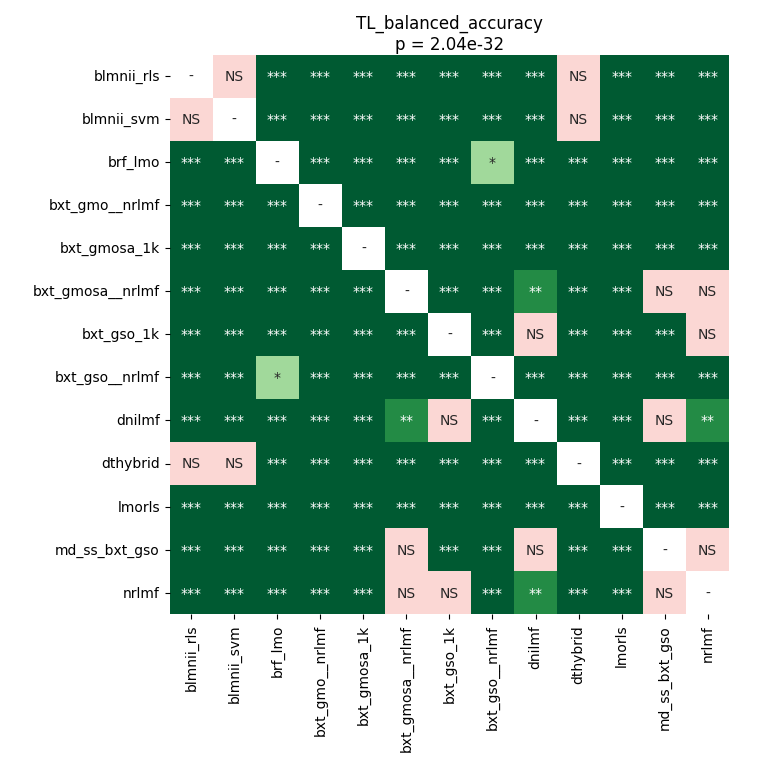 TL_balanced_accuracy
p = 2.04e-32
blmnii_rls - NS *** *** *** *** *** *** *** NS *** *** ***
blmnii_svm NS - *** *** *** *** *** *** *** NS *** *** ***
brf_lmo *** *** - *** *** *** *** * *** *** *** *** ***
bxt_gmo__nrlmf *** *** *** - *** *** *** *** *** *** *** *** ***
bxt_gmosa_1k *** *** *** *** - *** *** *** *** *** *** *** ***
bxt_gmosa__nrlmf *** *** *** *** *** - *** *** ** *** *** NS NS
bxt_gso_1k *** *** *** *** *** *** - *** NS *** *** *** NS
bxt_gso__nrlmf *** *** * *** *** *** *** - *** *** *** *** ***
dnilmf *** *** *** *** *** ** NS *** - *** *** NS **
dthybrid NS NS *** *** *** *** *** *** *** - *** *** ***
lmorls *** *** *** *** *** *** *** *** *** *** - *** ***
md_ss_bxt_gso *** *** *** *** *** NS *** *** NS *** *** - NS
nrlmf *** *** *** *** *** NS NS *** ** *** *** NS -
blmnii_rls
blmnii_svm
brf_lmo
bxt_gmo__nrlmf
bxt_gmosa_1k
bxt_gmosa__nrlmf
bxt_gso_1k
bxt_gso__nrlmf
dnilmf
dthybrid
lmorls
md_ss_bxt_gso
nrlmf